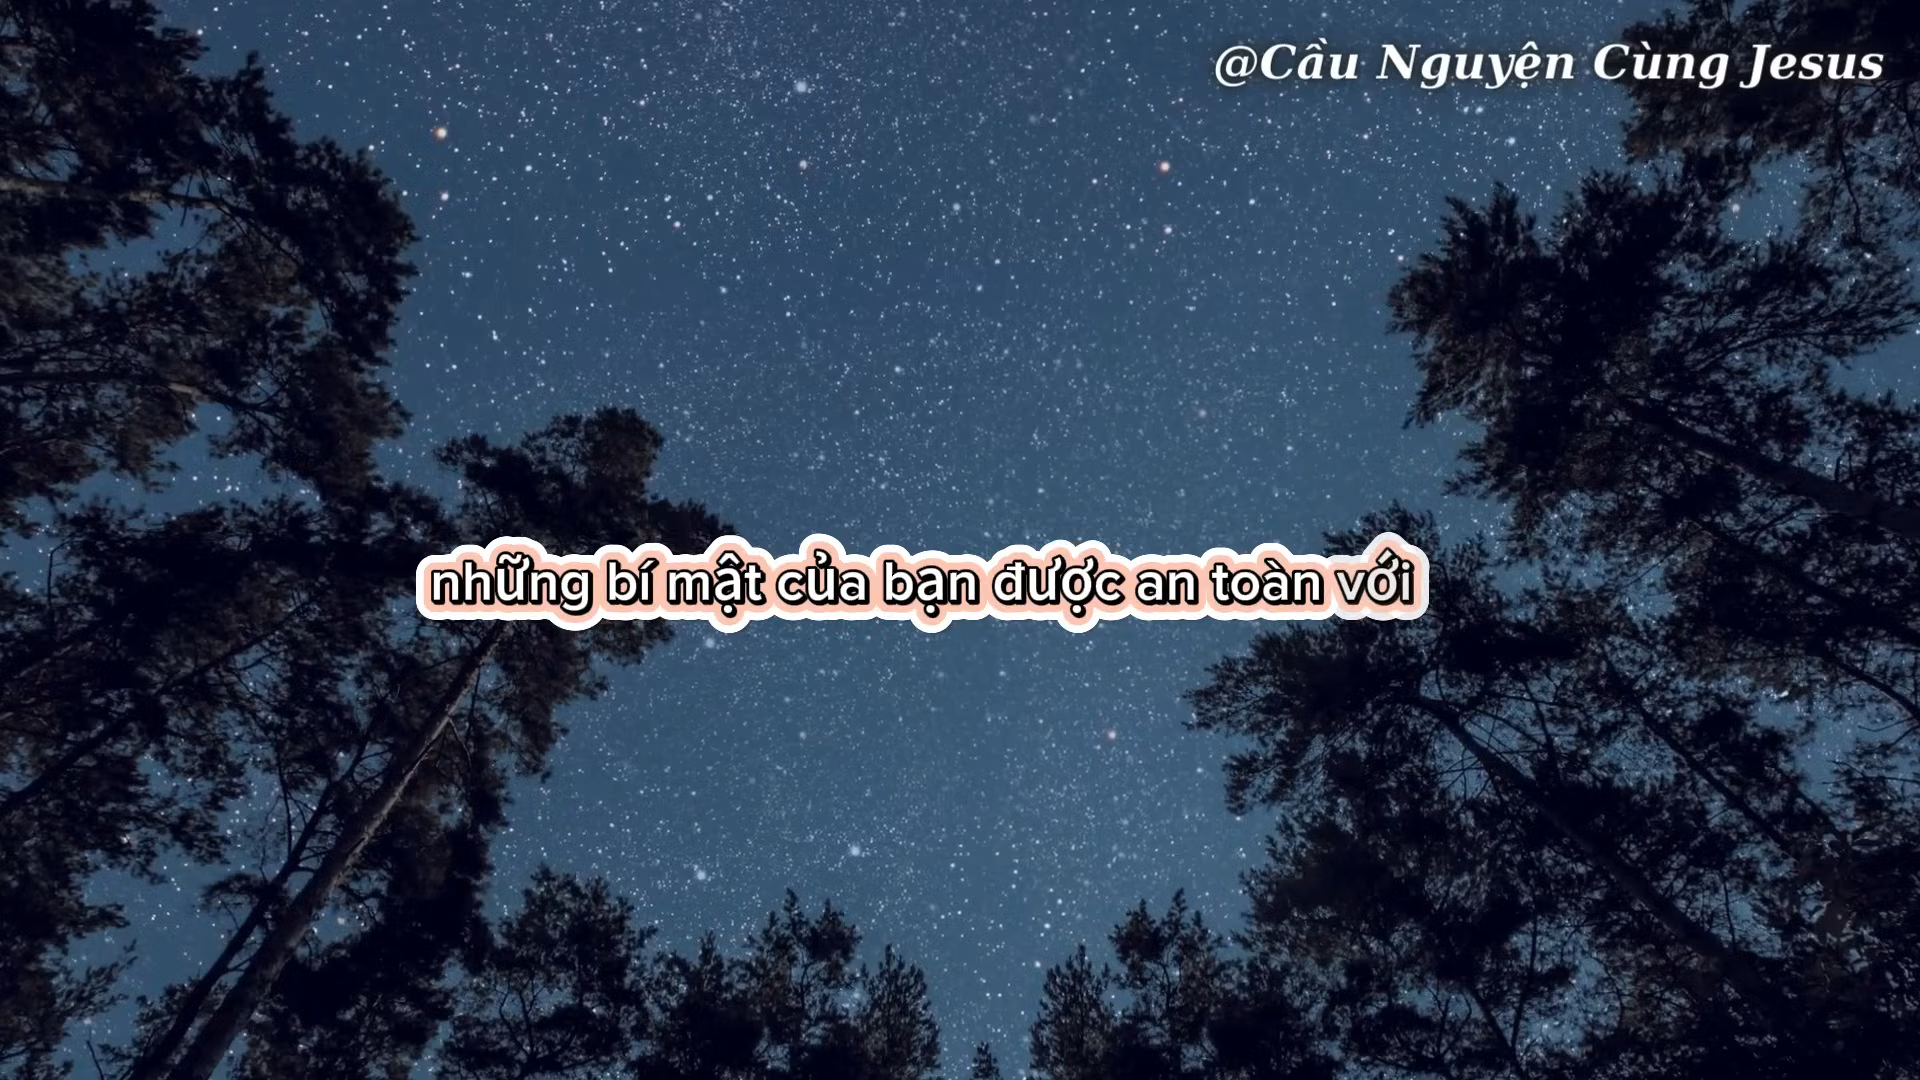 @Cầu Nguyện Cùng Jesus
những bí mật của bạn được an toàn với